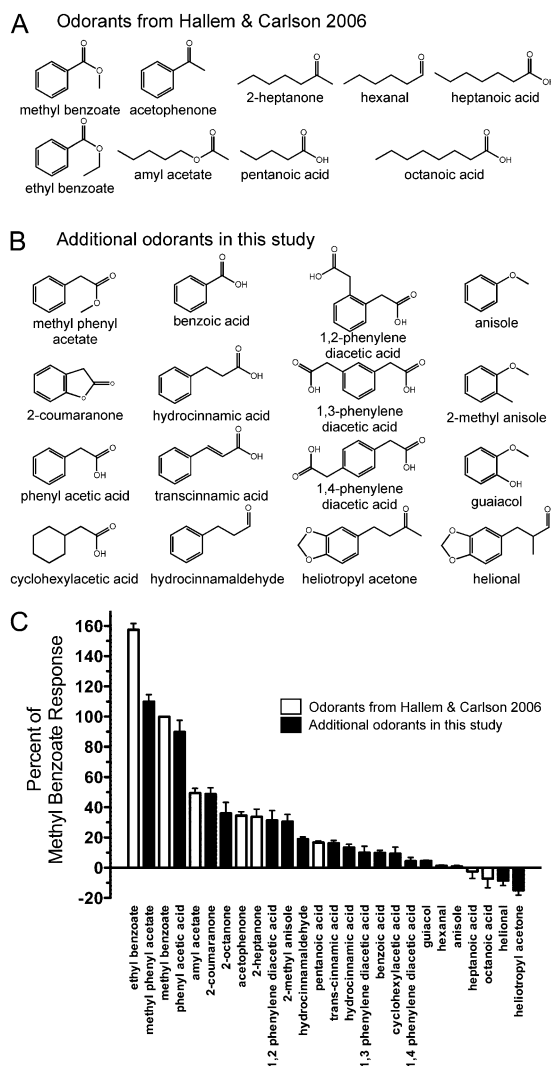 A Odorants from Hallem & Carlson 2006
O O O O O
O OH
methyl benzoate acetophenone 2-heptanone hexanal heptanoic acid
O O O O
O O OH OH
ethyl benzoate amyl acetate pentanoic acid octanoic acid
B Additional odorants in this study
O O O HO O
O OH O OH
methyl phenyl acetate
benzoic acid
1,2-phenylene
diacetic acid
anisole
O O O O O O
OH OH OH
2-coumaranone hydrocinnamic acid
1,3-phenylene
diacetic acid
2-methyl anisole
O O HO O O
OH OH O OH OH
phenyl acetic acid transcinnamic acid
1,4-phenylene
diacetic acid
guaiacol
O O O O O O O O
OH
cyclohexylacetic acid hydrocinnamaldehyde heliotropyl acetone helional
C
Percent of
Methyl Benzoate Response
160
140
120
100
80
60
40
20
0
-20
Odorants from Hallem & Carlson 2006
Additional odorants in this study
ethyl benzoate
methyl phenyl acetate
methyl benzoate
phenyl acetic acid
amyl acetate
2-coumaranone
2-octanone
acetophenone
2-heptanone
1,2 phenylene diacetic acid
2-methyl anisole
hydrocinnamaldehyde
pentanoic acid
trans-cinnamic acid
hydrocinnamic acid
1,3 phenylene diacetic acid
benzoic acid
cyclohexylacetic acid
1,4 phenylene diacetic acid
guaiacol
hexanal
anisole
heptanoic acid
octanoic acid
helional
heliotropyl acetone